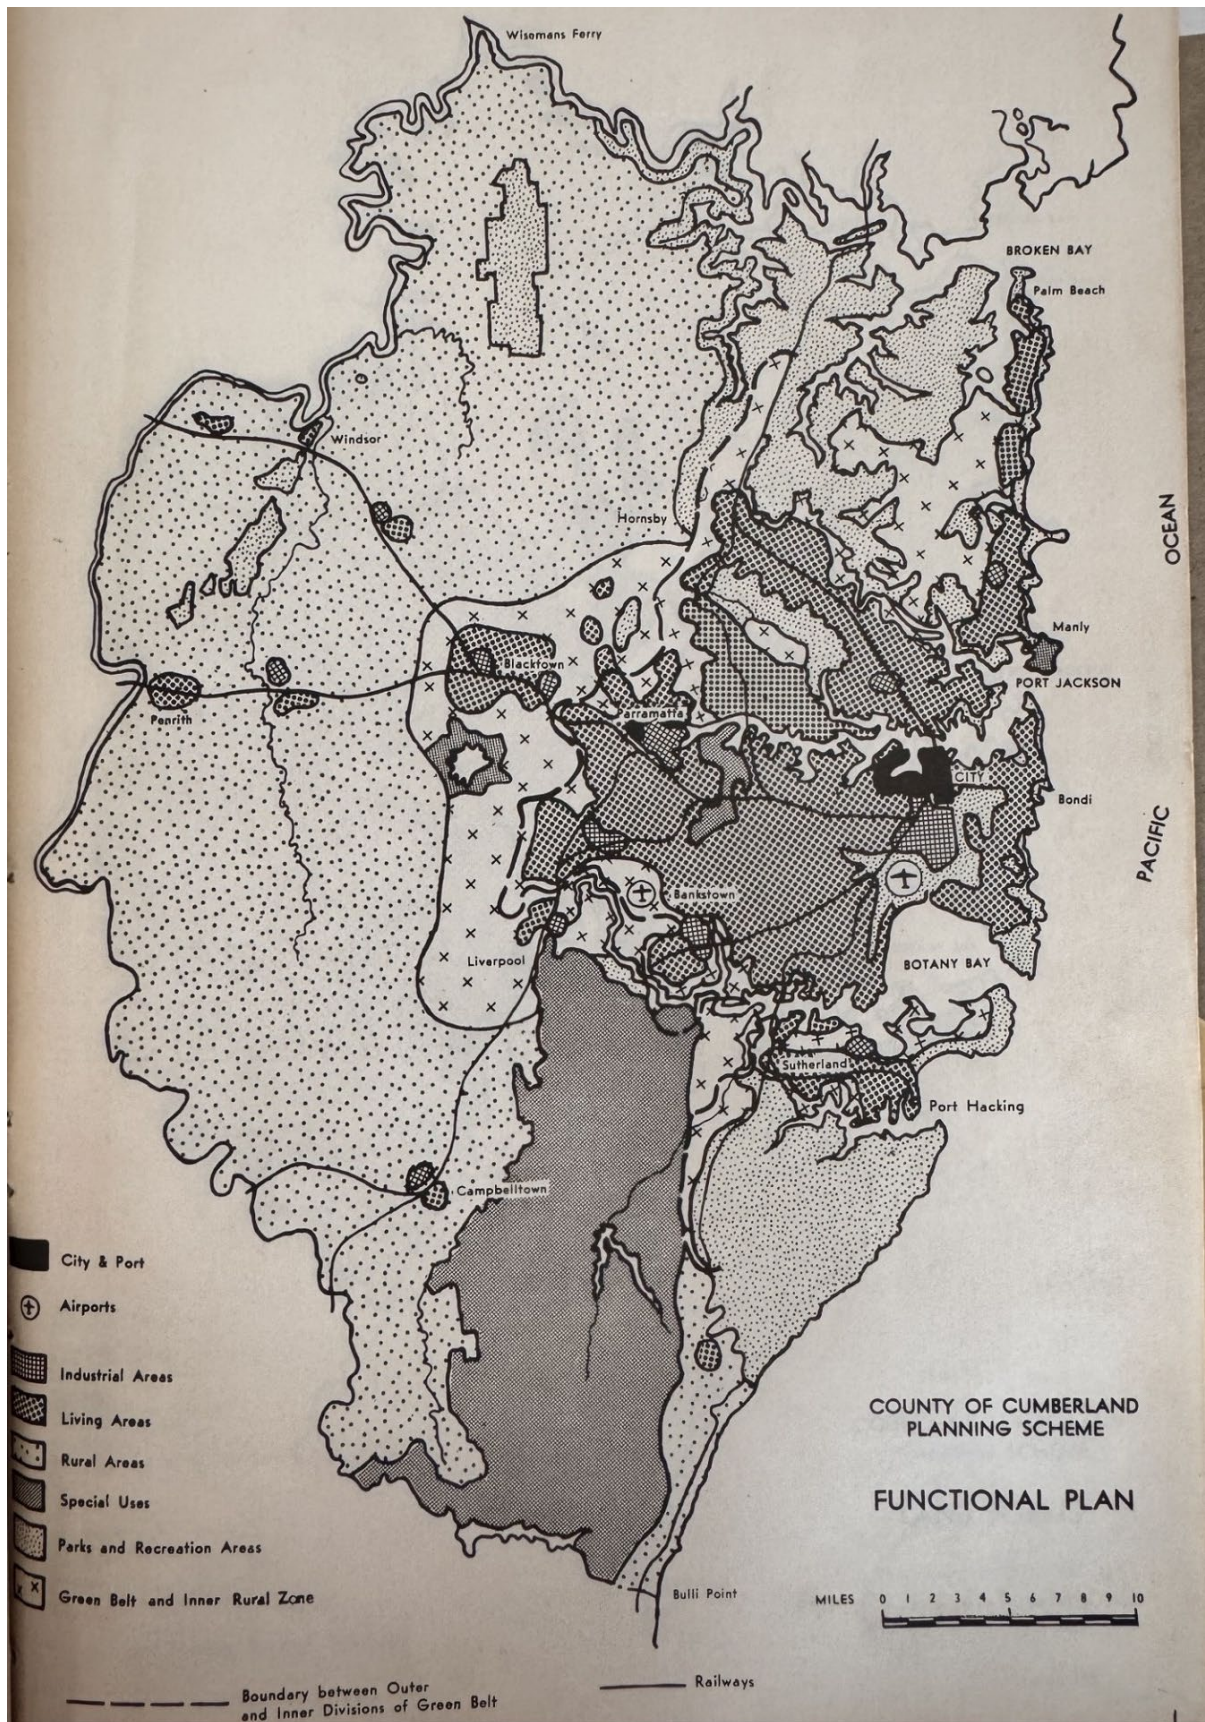 Wisemans Ferry
BROKEN BAY
Palm Beach
Windsor
Hornsby
OCEAN
Manly
Blacktown
PORT JACKSON
Penrith
Parramatta
CITY
Bondi
PACIFIC
Bankstown
Liverpool
BOTANY BAY
Sutherland
Port Hacking
Campbelltown
City & Port
Airports
Industrial Areas
Living Areas
Rural Areas
Special Uses
Parks and Recreation Areas
Green Belt and Inner Rural Zone
COUNTY OF CUMBERLAND
PLANNING SCHEME
FUNCTIONAL PLAN
Bulli Point
MILES 0 1 2 3 4 5 6 7 8 9 10
Boundary between Outer
and Inner Divisions of Green Belt
Railways